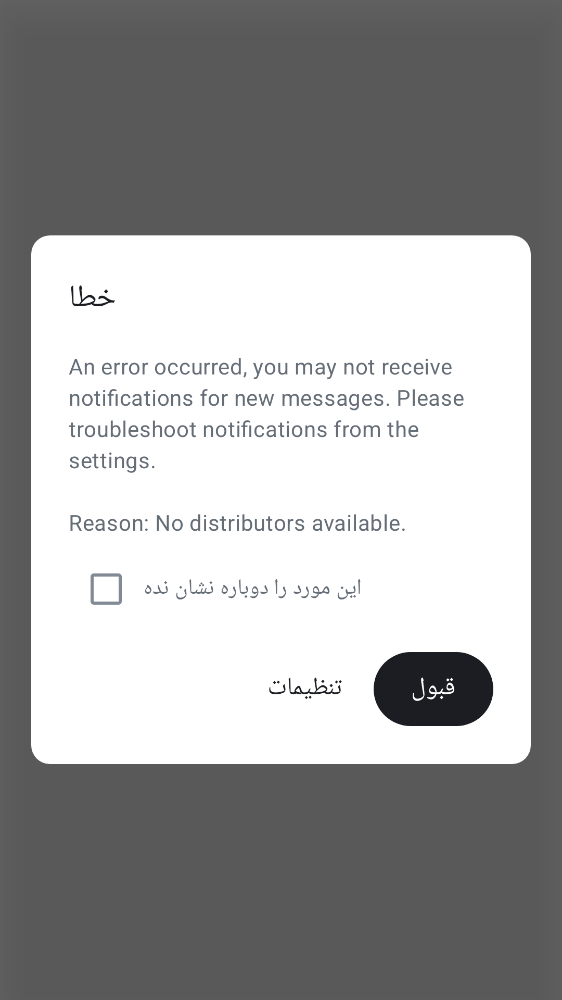 خطا
An error occurred, you may not receive
notifications for new messages. Please
troubleshoot notifications from the
settings.
Reason: No distributors available.
این مورد را دوباره نشان نده
تنظیمات
قبول